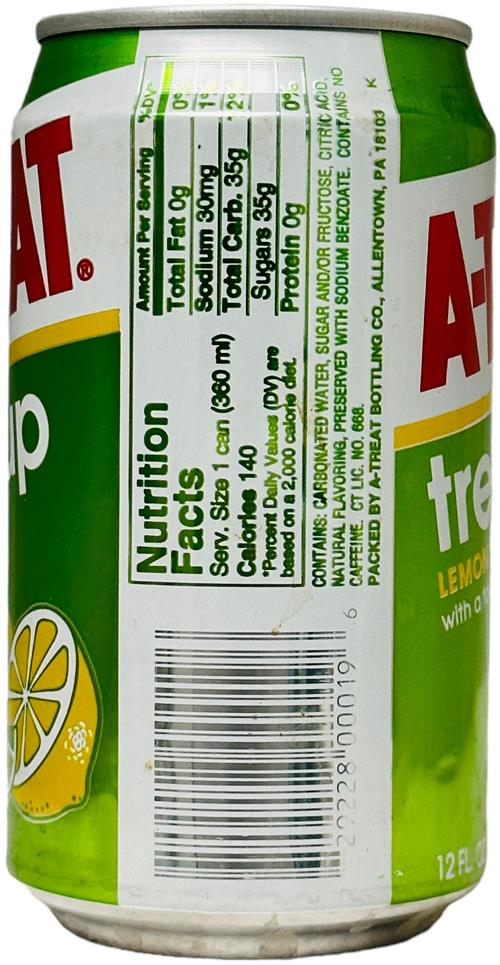 AT.®
up
Nutrition
Facts
Serv. Size 1 can (360 ml)
Calories 140
*Percent Daily Values (DV) are
based on a 2,000 calorie diet.
Amount Per Serving %DV*
Total Fat 0g 0%
Sodium 30mg 1%
Total Carb. 35g 12%
Sugars 35g
Protein 0g 0%
CONTAINS: CARBONATED WATER, SUGAR AND/OR FRUCTOSE, CITRIC ACID,
NATURAL FLAVORING, PRESERVED WITH SODIUM BENZOATE. CONTAINS NO
CAFFEINE. CT LIC. NO. 668.
PACKED BY A-TREAT BOTTLING CO., ALLENTOWN, PA 18103 K
29228 00019 6
A-T
tre
LEMON
with a
12 FL.